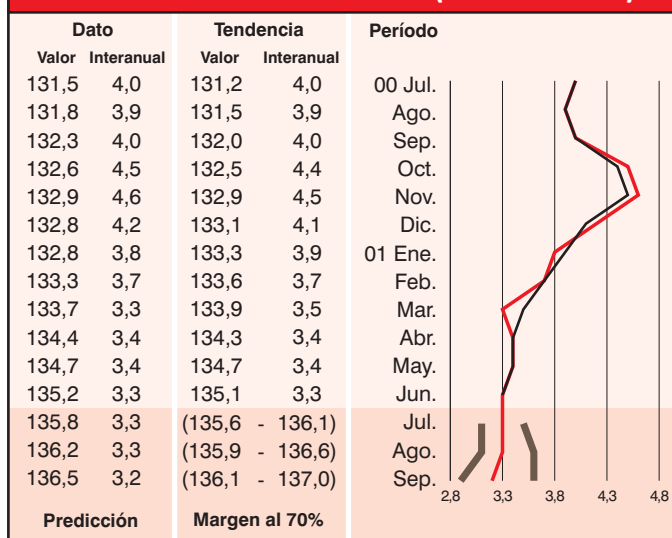 Dato Tendencia Período
Valor Interanual Valor Interanual
131,5 4,0 131,2 4,0 00 Jul.
131,8 3,9 131,5 3,9 Ago.
132,3 4,0 132,0 4,0 Sep.
132,6 4,5 132,5 4,4 Oct.
132,9 4,6 132,9 4,5 Nov.
132,8 4,2 133,1 4,1 Dic.
132,8 3,8 133,3 3,9 01 Ene.
133,3 3,7 133,6 3,7 Feb.
133,7 3,3 133,9 3,5 Mar.
134,4 3,4 134,3 3,4 Abr.
134,7 3,4 134,7 3,4 May.
135,2 3,3 135,1 3,3 Jun.
135,8 3,3 (135,6 - 136,1) Jul.
136,2 3,3 (135,9 - 136,6) Ago.
136,5 3,2 (136,1 - 137,0) Sep.
2,8 3,3 3,8 4,3 4,8
Predicción Margen al 70%